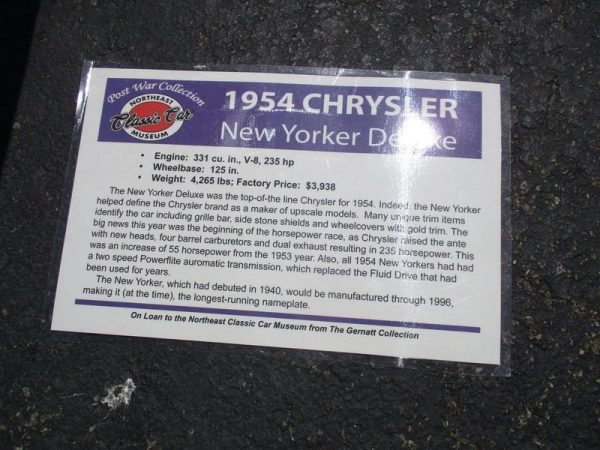 Post War Collection
NORTHEAST
Classic Car
MUSEUM
1954 CHRYSLER
New Yorker Deluxe
• Engine: 331 cu. in., V-8, 235 hp
• Wheelbase: 125 in.
• Weight: 4,265 lbs; Factory Price: $3,938
The New Yorker Deluxe was the top-of-the line Chrysler for 1954. Indeed, the New Yorker
helped define the Chrysler brand as a maker of upscale models. Many unique trim items
identify the car including grille bar, side stone shields and wheelcovers with gold trim. The
big news this year was the beginning of the horsepower race, as Chrysler raised the ante
with new heads, four barrel carburetors and dual exhaust resulting in 235 horsepower. This
was an increase of 55 horsepower from the 1953 year. Also, all 1954 New Yorkers had had
a two speed Powerflite auromatic transmission, which replaced the Fluid Drive that had
been used for years.
The New Yorker, which had debuted in 1940, would be manufactured through 1996,
making it (at the time), the longest-running nameplate.
On Loan to the Northeast Classic Car Museum from The Gernatt Collection